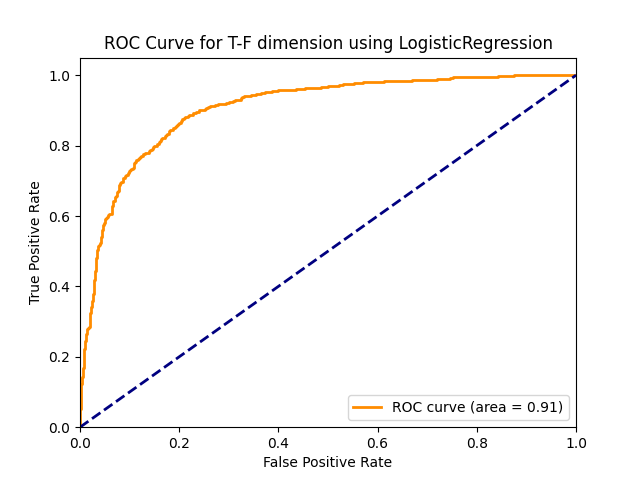 ROC Curve for T-F dimension using LogisticRegression
1.0
0.8
0.6
0.4
0.2
0.0
True Positive Rate
ROC curve (area = 0.91)
0.0 0.2 0.4 0.6 0.8 1.0
False Positive Rate